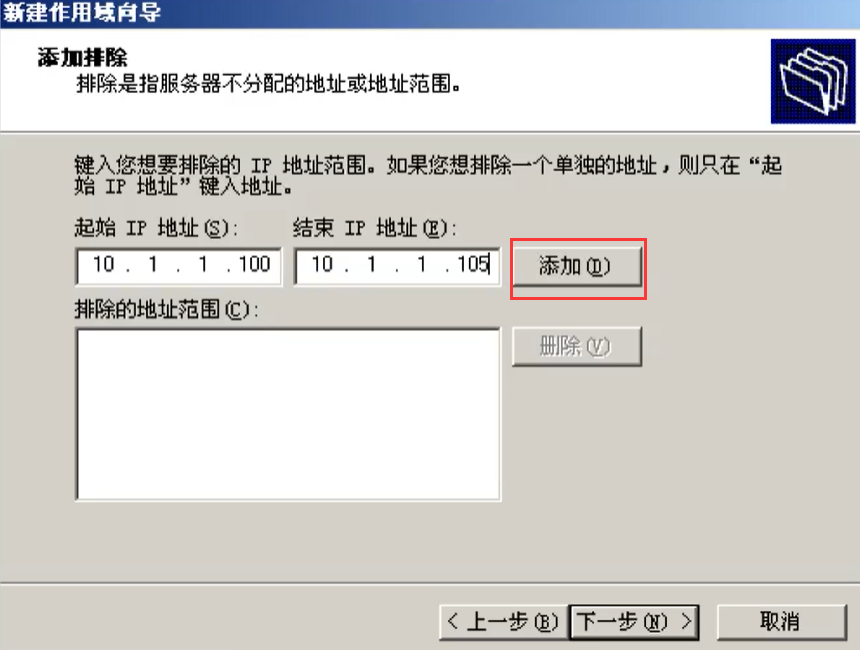 新建作用域向导
添加排除
排除是指服务器不分配的地址或地址范围。
键入您想要排除的 IP 地址范围。如果您想排除一个单独的地址，则只在“起
始 IP 地址”键入地址。
起始 IP 地址(S): 结束 IP 地址(E):
10 . 1 . 1 .100 10 . 1 . 1 .105 添加(D)
排除的地址范围(C):
删除(V)
< 上一步(B) 下一步(N) > 取消